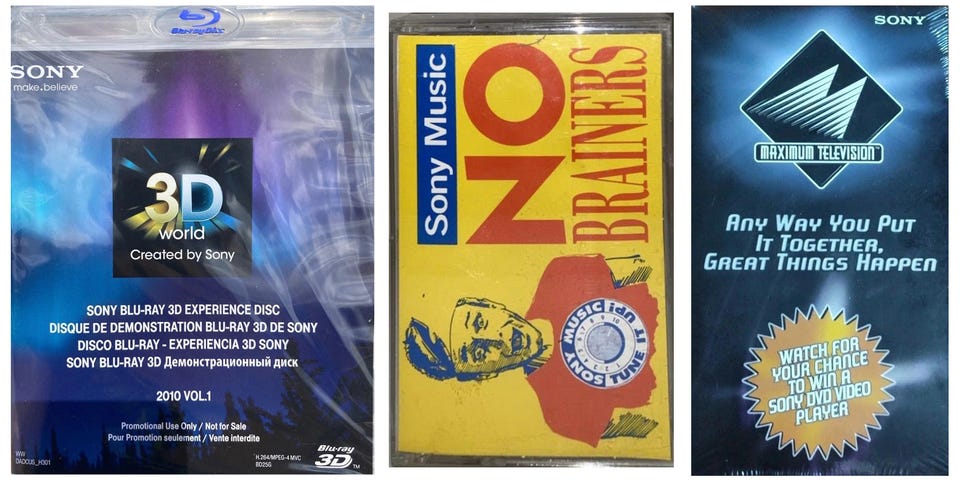 Blu-ray Disc
SONY
make.believe
3D
world
Created by Sony
SONY BLU-RAY 3D EXPERIENCE DISC
DISQUE DE DEMONSTRATION BLU-RAY 3D DE SONY
DISCO BLU-RAY - EXPERIENCIA 3D SONY
SONY BLU-RAY 3D Демонстрационный диск
2010 VOL.1
Promotional Use Only / Not for Sale
Pour Promotion seulement / Vente interdite
WW
DADCUS_H301
H.264/MPEG-4 MVC
BD25G
Blu-ray
3D™
Sony Music
NO
BRAINERS
SONY MUSIC
TUNE IT UP!
SONY
MAXIMUM TELEVISION™
ANY WAY YOU PUT
IT TOGETHER,
GREAT THINGS HAPPEN
WATCH FOR
YOUR CHANCE
TO WIN A
SONY DVD VIDEO
PLAYER